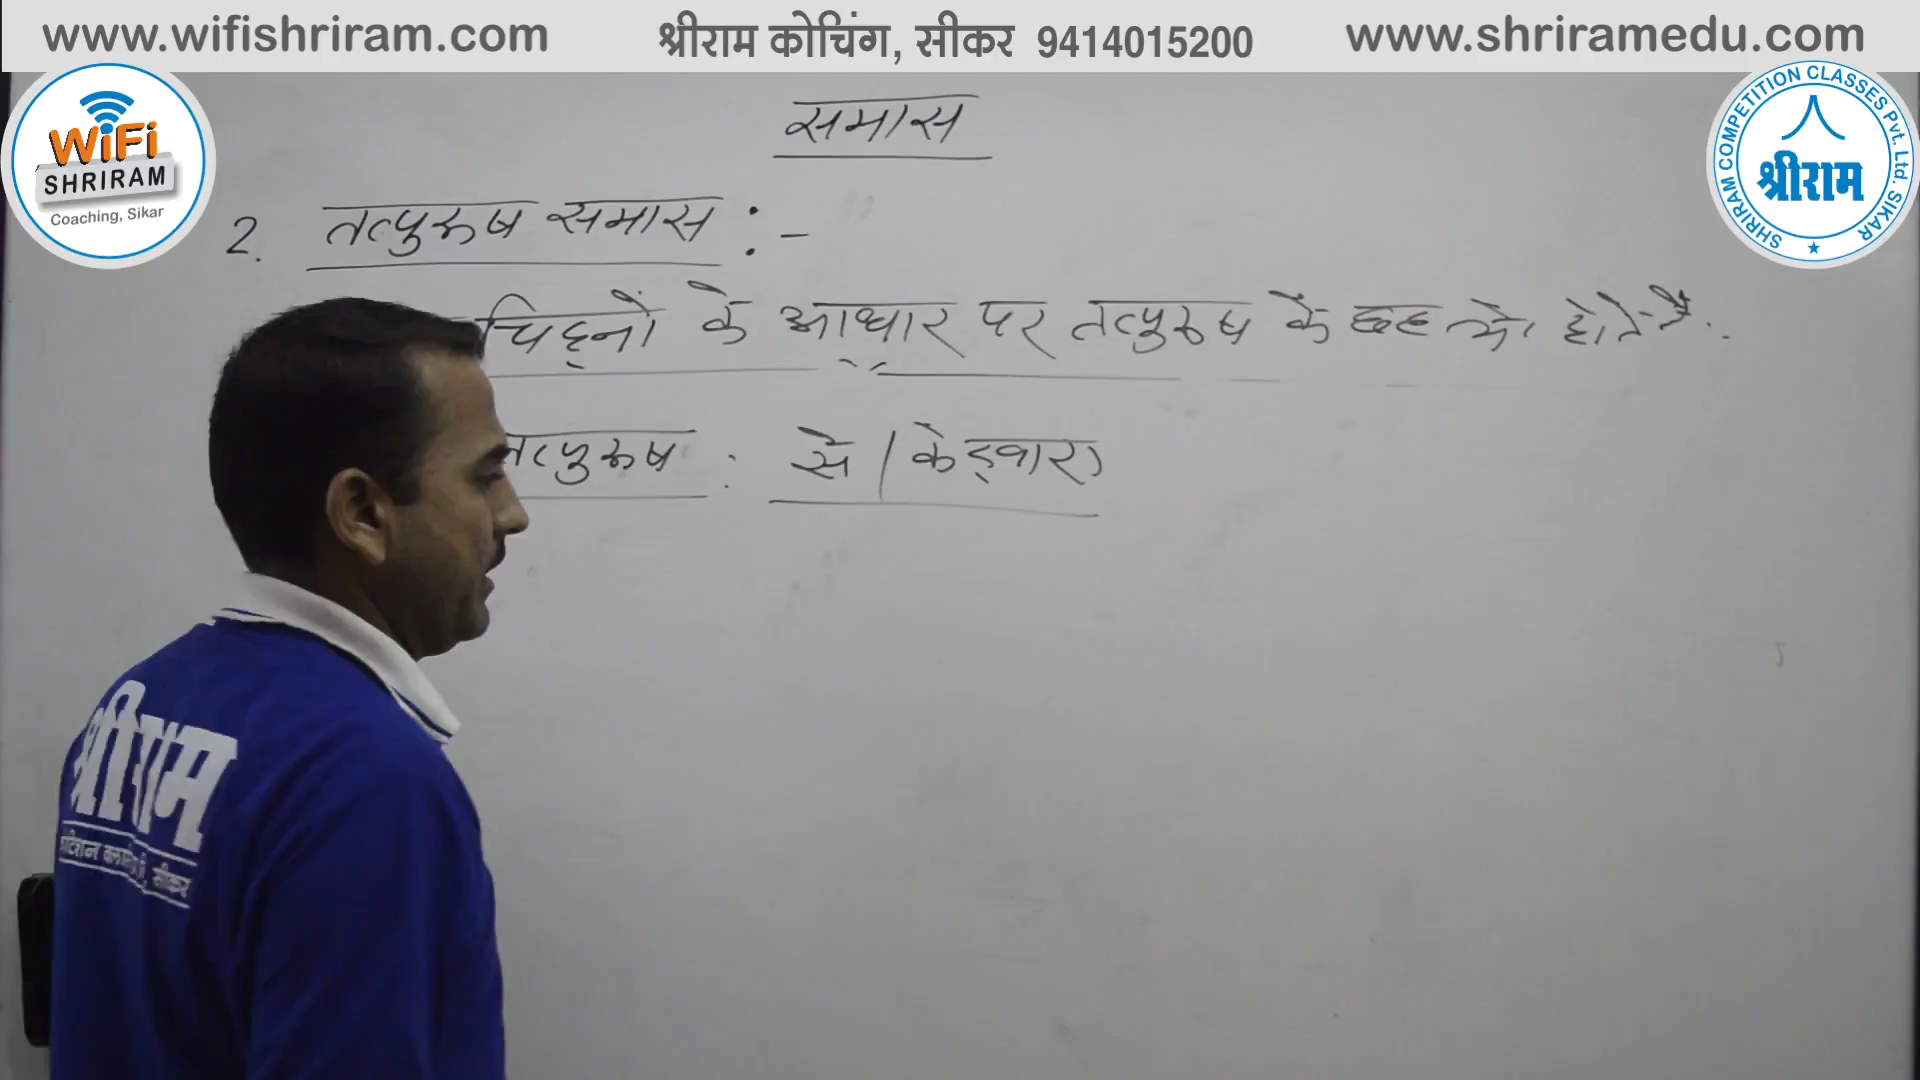 www.wifishriram.com
श्रीराम कोचिंग, सीकर 9414015200
www.shriramedu.com
WiFi
SHRIRAM
Coaching, Sikar
SHRIRAM COMPETITION CLASSES Pvt. Ltd. SIKAR
श्रीराम
समास
2. तत्पुरुष समास :-
चिह्नों के आधार पर तत्पुरुष के छह होते हैं.
तत्पुरुष : से / के द्वारा
श्रीराम
सीकर